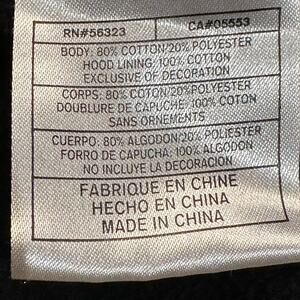 RN#56323 CA#05553
BODY: 80% COTTON/20% POLYESTER
HOOD LINING: 100% COTTON
EXCLUSIVE OF DECORATION
CORPS: 80% COTON/20% POLYESTER
DOUBLURE DE CAPUCHE: 100% COTON
SANS ORNEMENTS
CUERPO: 80% ALGODON/20% POLIESTER
FORRO DE CAPUCHA: 100% ALGODON
NO INCLUYE LA DECORACION
FABRIQUE EN CHINE
HECHO EN CHINA
MADE IN CHINA